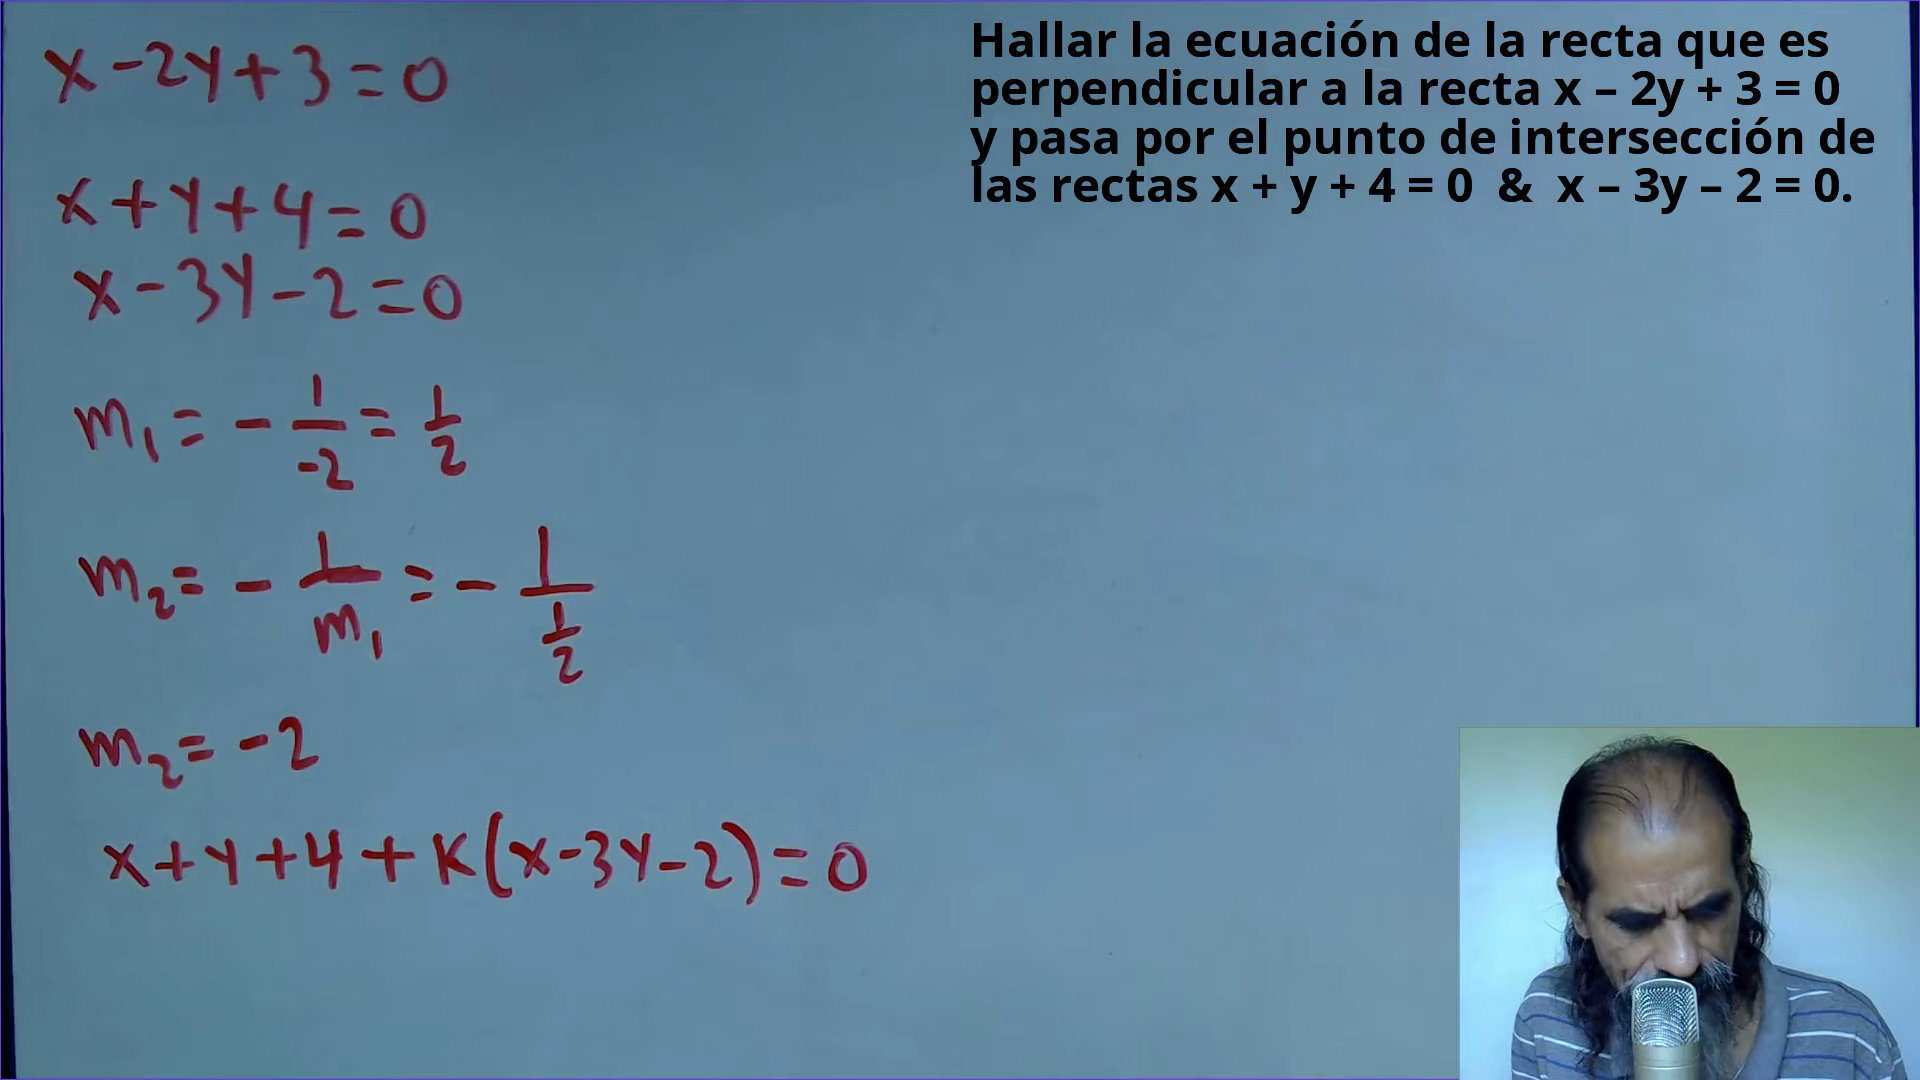 x - 2y + 3 = 0
x + y + 4 = 0
x - 3y - 2 = 0
m₁ = - 1/-2 = 1/2
m₂ = - 1/m₁ = - 1/(1/2)
m₂ = -2
x + y + 4 + K(x - 3y - 2) = 0
Hallar la ecuación de la recta que es
perpendicular a la recta x – 2y + 3 = 0
y pasa por el punto de intersección de
las rectas x + y + 4 = 0 & x – 3y – 2 = 0.